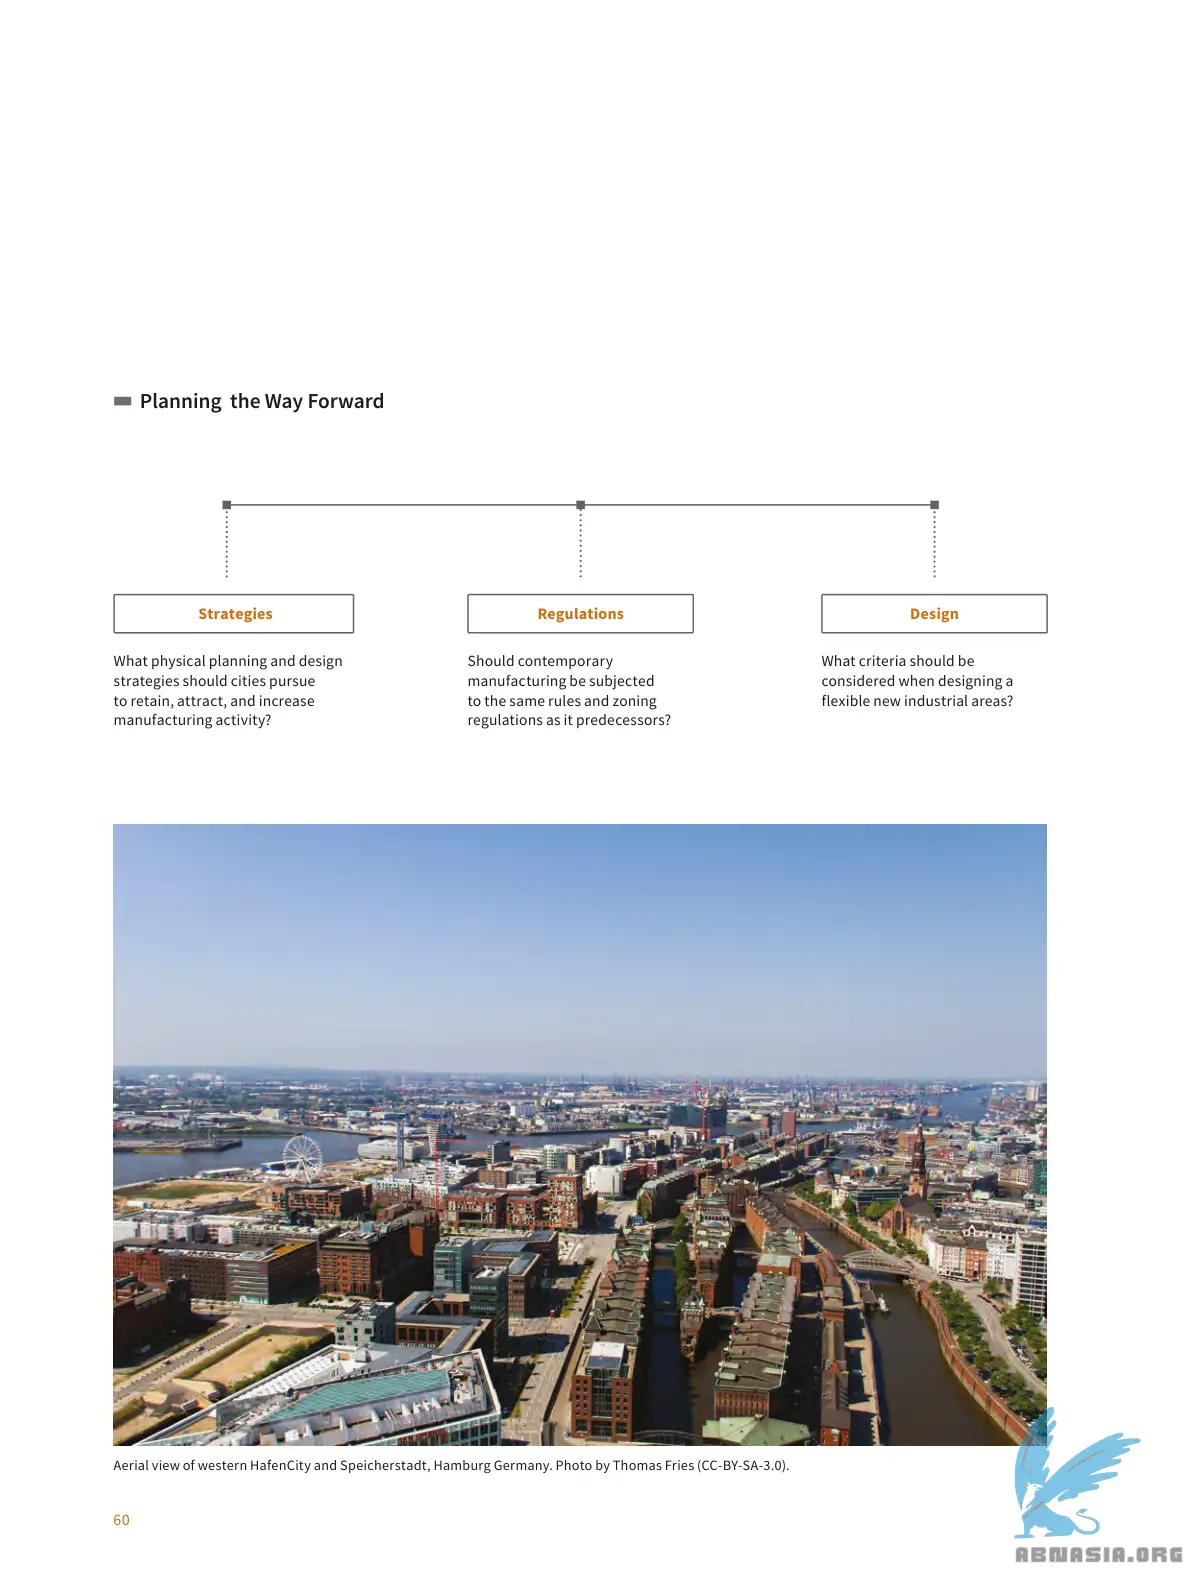 Planning the Way Forward
Strategies
What physical planning and design
strategies should cities pursue
to retain, attract, and increase
manufacturing activity?
Regulations
Should contemporary
manufacturing be subjected
to the same rules and zoning
regulations as it predecessors?
Design
What criteria should be
considered when designing a
flexible new industrial areas?
Aerial view of western HafenCity and Speicherstadt, Hamburg Germany. Photo by Thomas Fries (CC-BY-SA-3.0).
60
ABNASIA.ORG